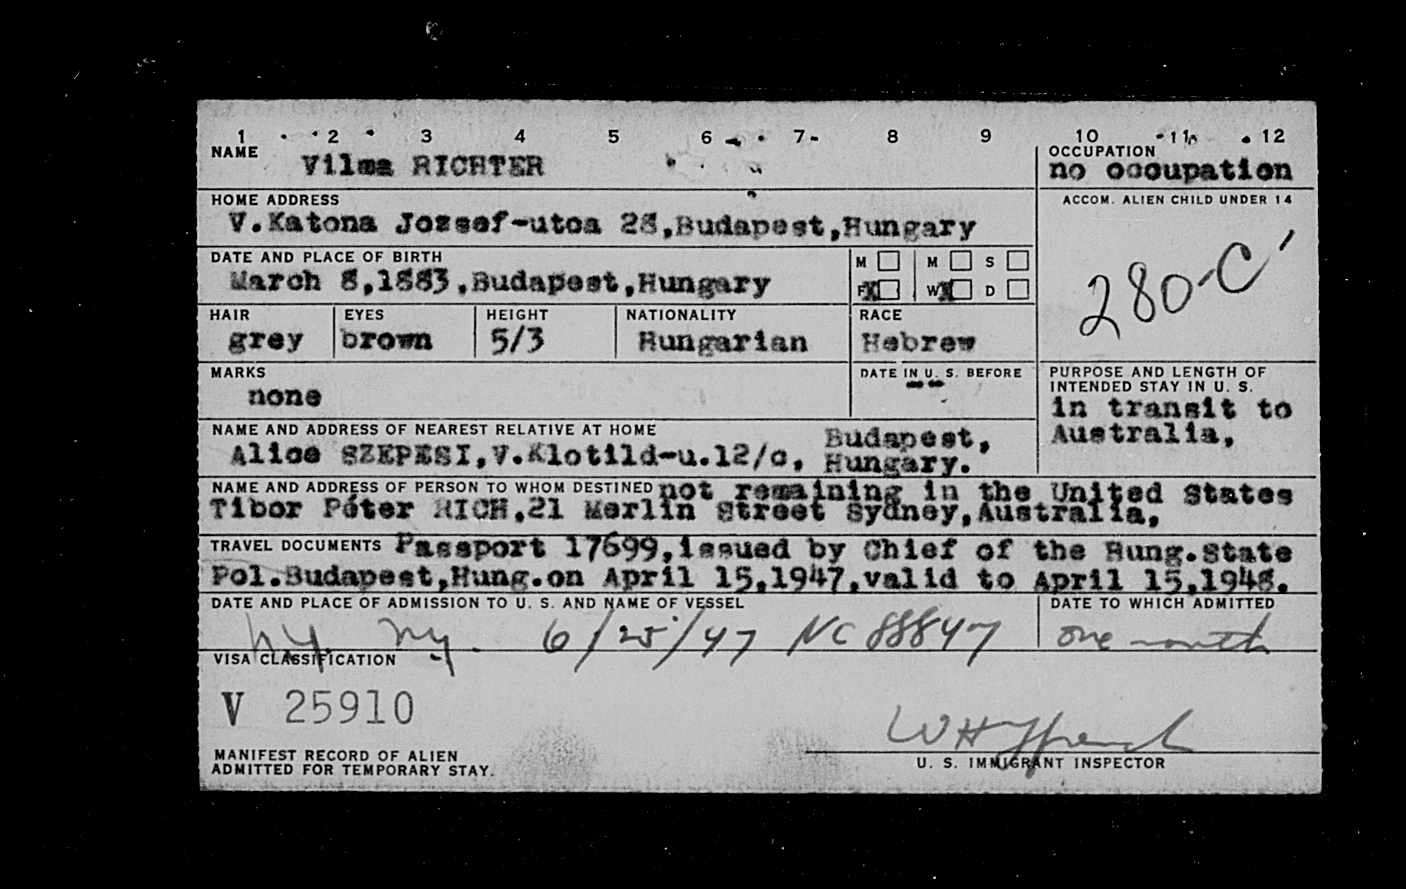 1 2 3 4 5 6 7 8 9 10 11 12
NAME Vilma RICHTER
OCCUPATION
no occupation
HOME ADDRESS
V.Katona Jozsef-utca 28,Budapest,Hungary
ACCOM. ALIEN CHILD UNDER 14
280-C
DATE AND PLACE OF BIRTH
March 8,1883,Budapest,Hungary
M M S
F X W X D
HAIR EYES HEIGHT NATIONALITY RACE
grey brown 5/3 Hungarian Hebrew
MARKS
none
DATE IN U. S. BEFORE
--
PURPOSE AND LENGTH OF
INTENDED STAY IN U. S.
in transit to
Australia,
NAME AND ADDRESS OF NEAREST RELATIVE AT HOME
Alice SZEPESI,V.Klotild-u.12/c, Budapest,
Hungary.
NAME AND ADDRESS OF PERSON TO WHOM DESTINED not remaining in the United States
Tibor Péter RICH,21 Merlin Street Sydney,Australia,
TRAVEL DOCUMENTS Passport 17699,issued by Chief of the Hung.State
Pol.Budapest,Hung.on April 15,1947,valid to April 15,1948.
DATE AND PLACE OF ADMISSION TO U. S. AND NAME OF VESSEL
N.Y. N.Y. 6/25/47 NC 88847
DATE TO WHICH ADMITTED
one month
VISA CLASSIFICATION
V 25910
MANIFEST RECORD OF ALIEN
ADMITTED FOR TEMPORARY STAY.
U. S. IMMIGRANT INSPECTOR